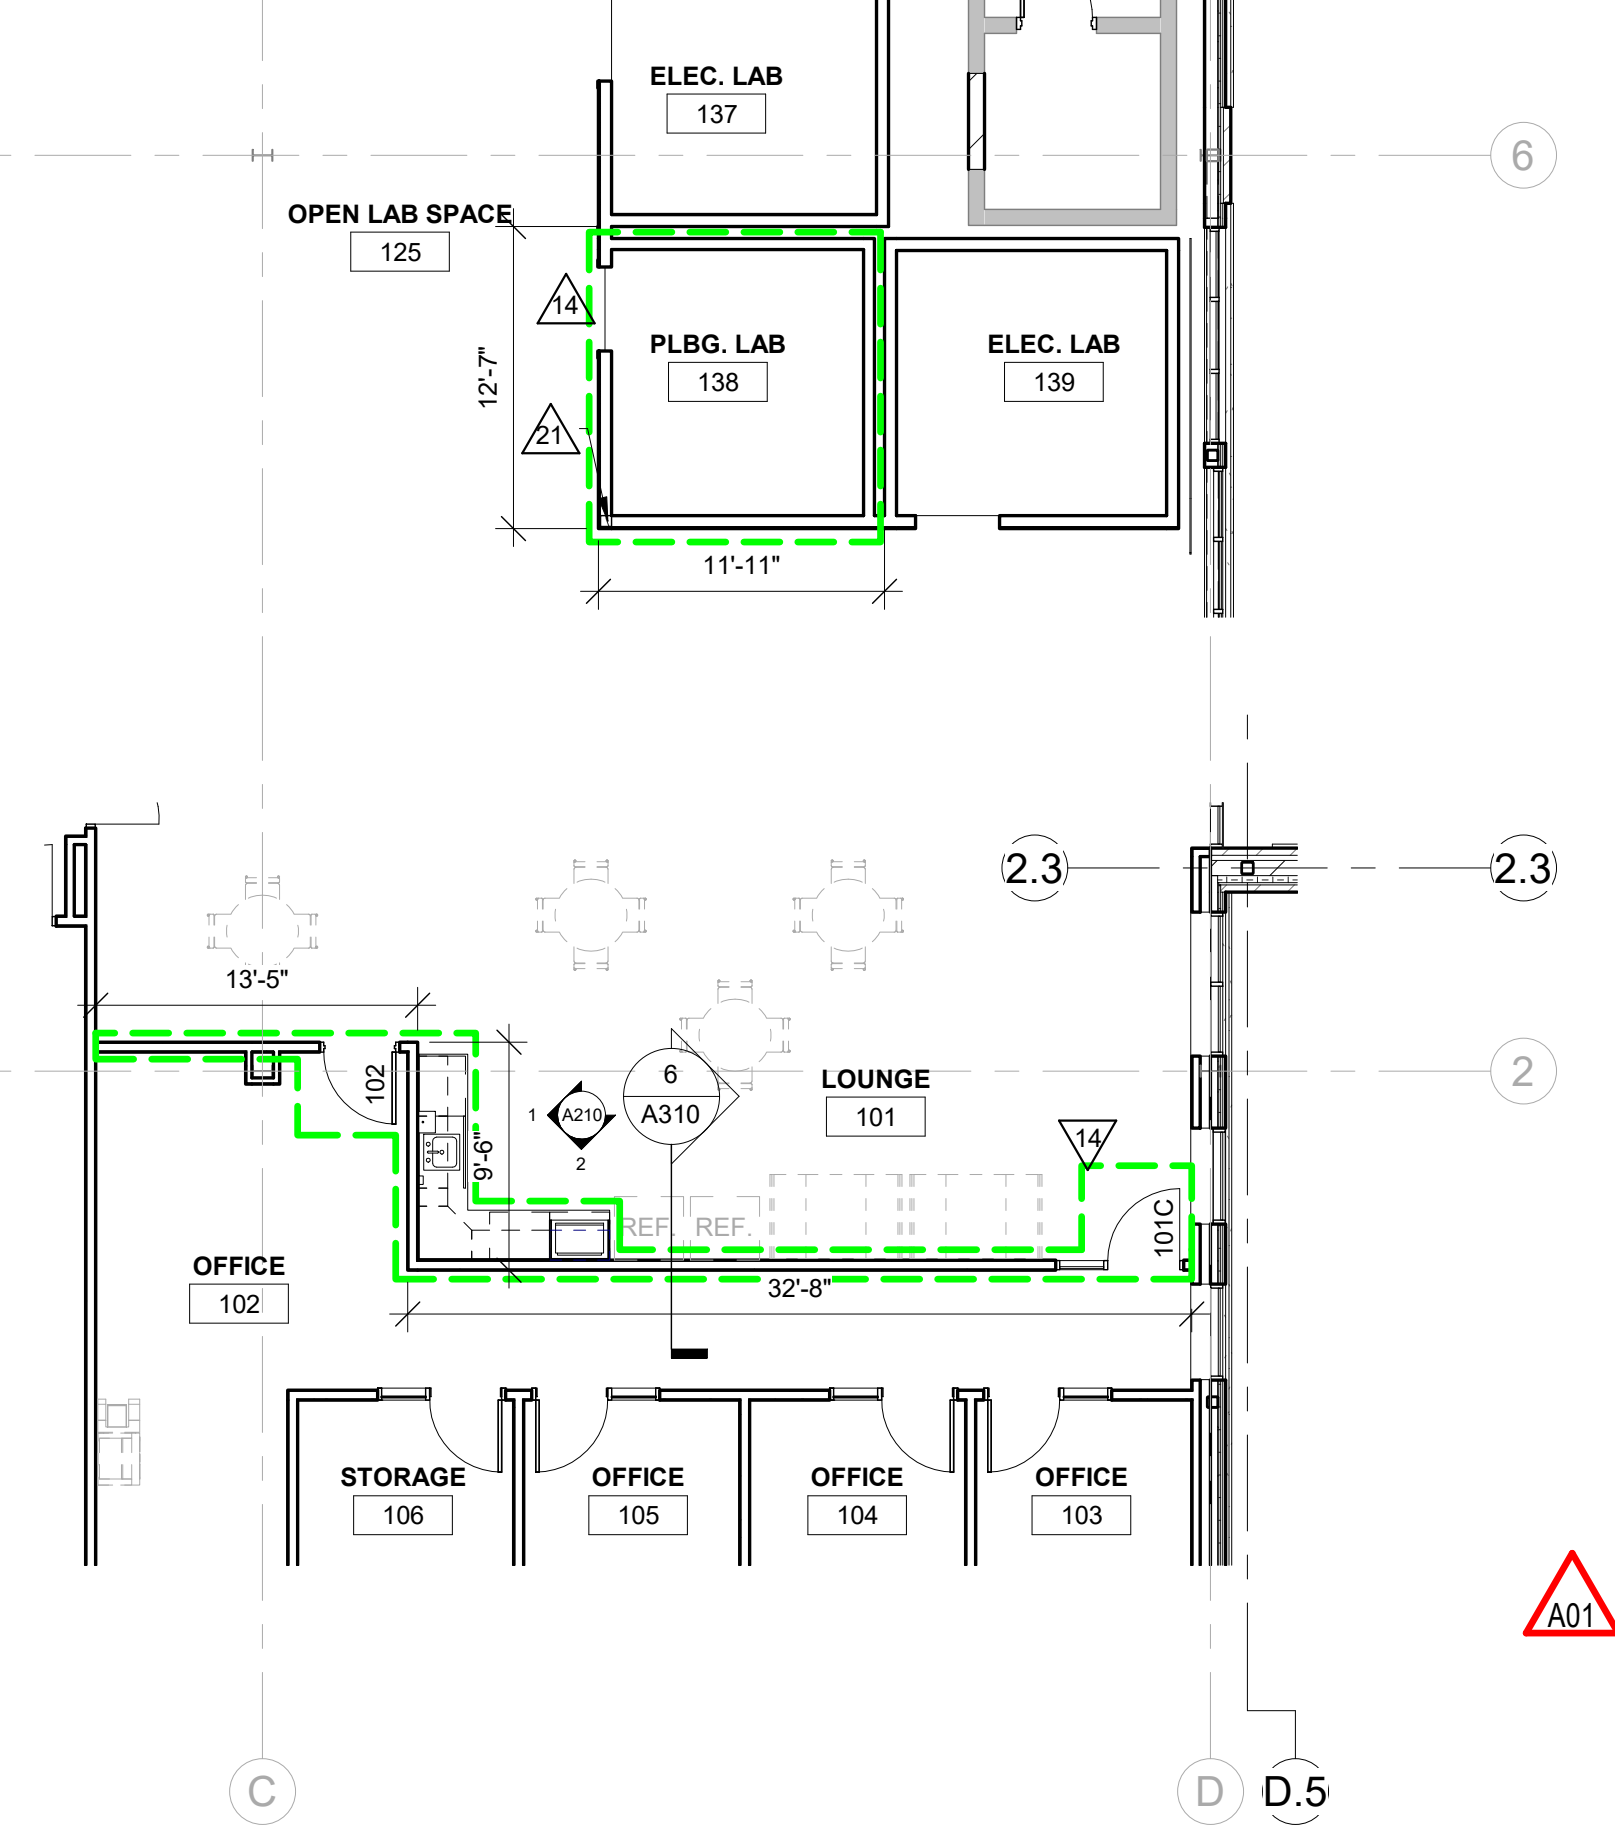 ELEC. LAB
137
6
OPEN LAB SPACE
125
14
PLBG. LAB
138
ELEC. LAB
139
12'-7"
21
11'-11"
2.3
2.3
13'-5"
102
6
A310
LOUNGE
101
2
1
A210
2
14
9'-6"
REF.
REF.
101C
OFFICE
102
32'-8"
STORAGE
106
OFFICE
105
OFFICE
104
OFFICE
103
A01
C
D
D.5